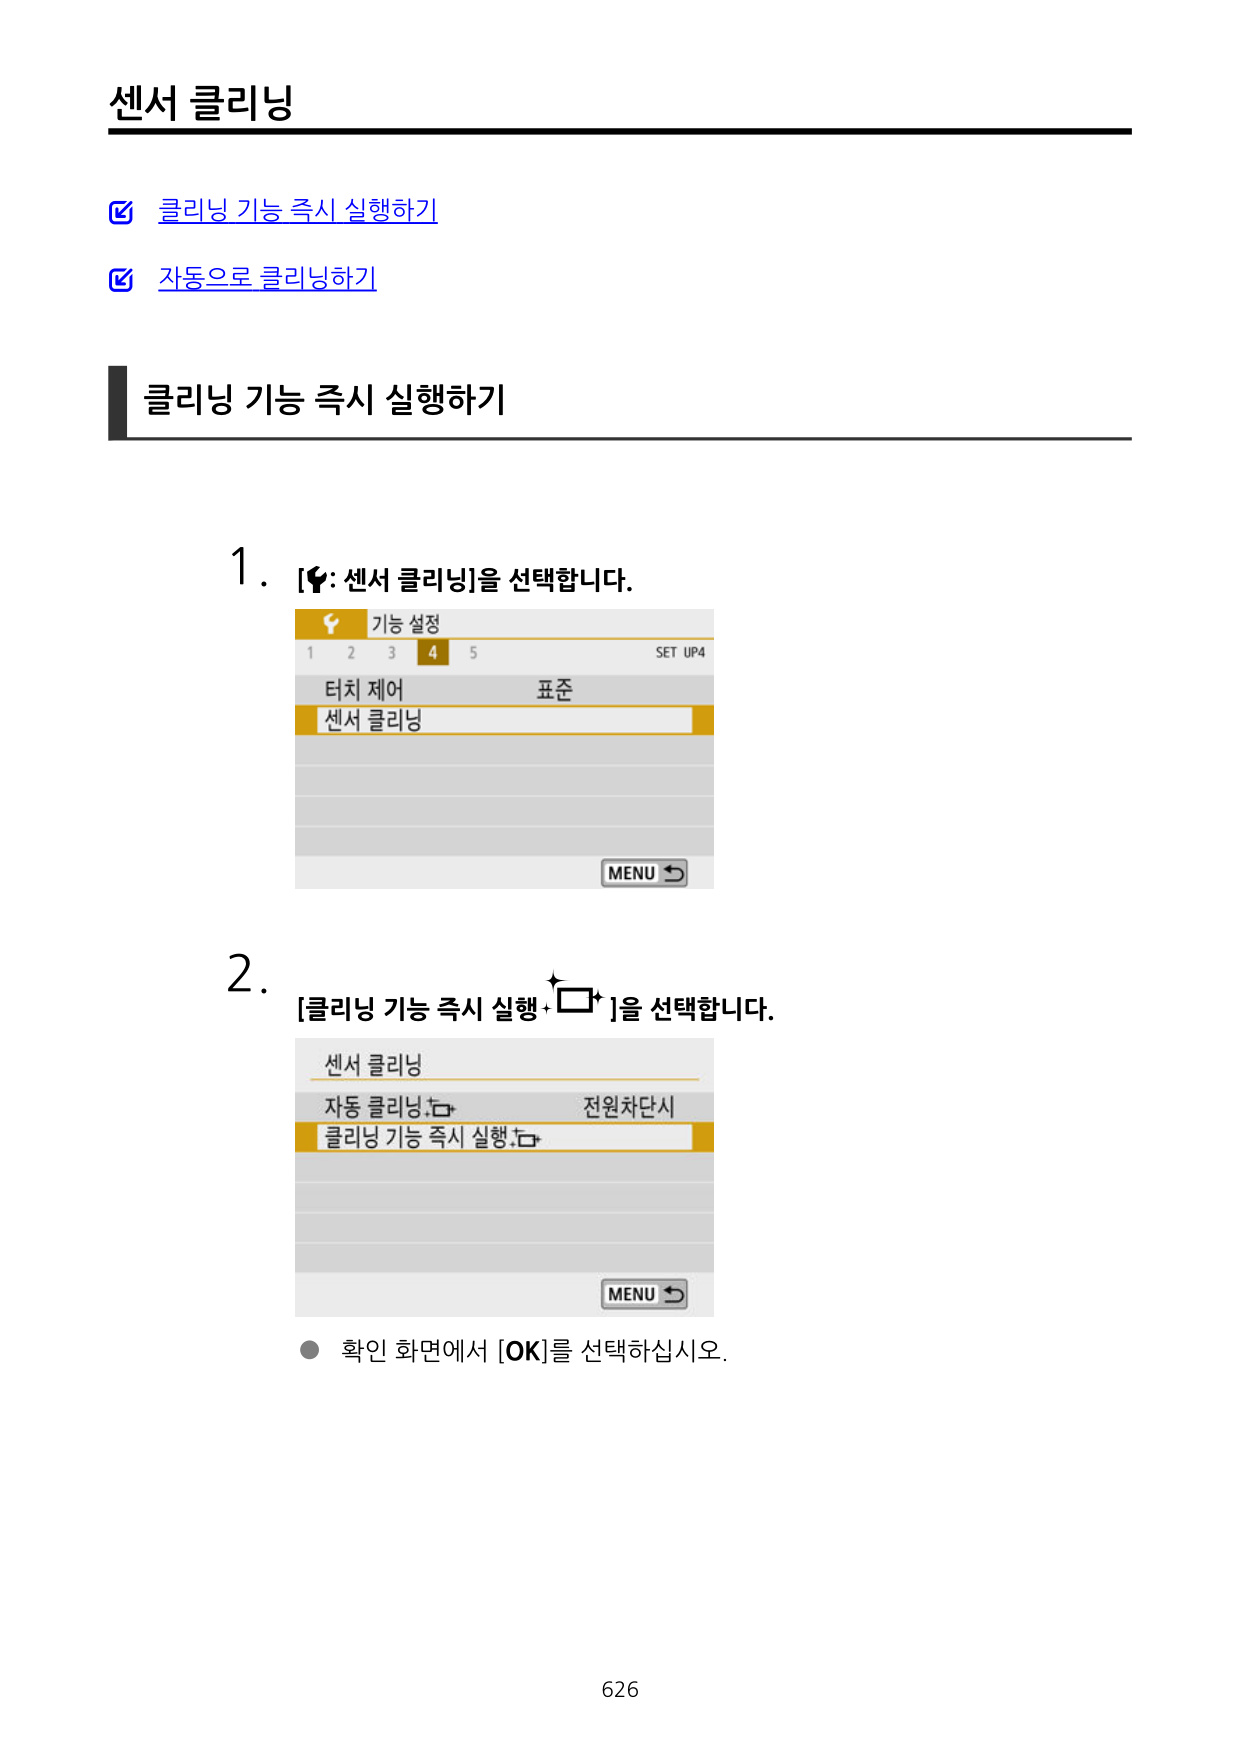 센서 클리닝
클리닝 기능 즉시 실행하기
자동으로 클리닝하기
클리닝 기능 즉시 실행하기
1. [: 센서 클리닝]을 선택합니다.
기능 설정
1 2 3 4 5 SET UP4
터치 제어 표준
센서 클리닝
MENU
2. [클리닝 기능 즉시 실행]을 선택합니다.
센서 클리닝
자동 클리닝 전원차단시
클리닝 기능 즉시 실행
MENU
● 확인 화면에서 [OK]를 선택하십시오.
626